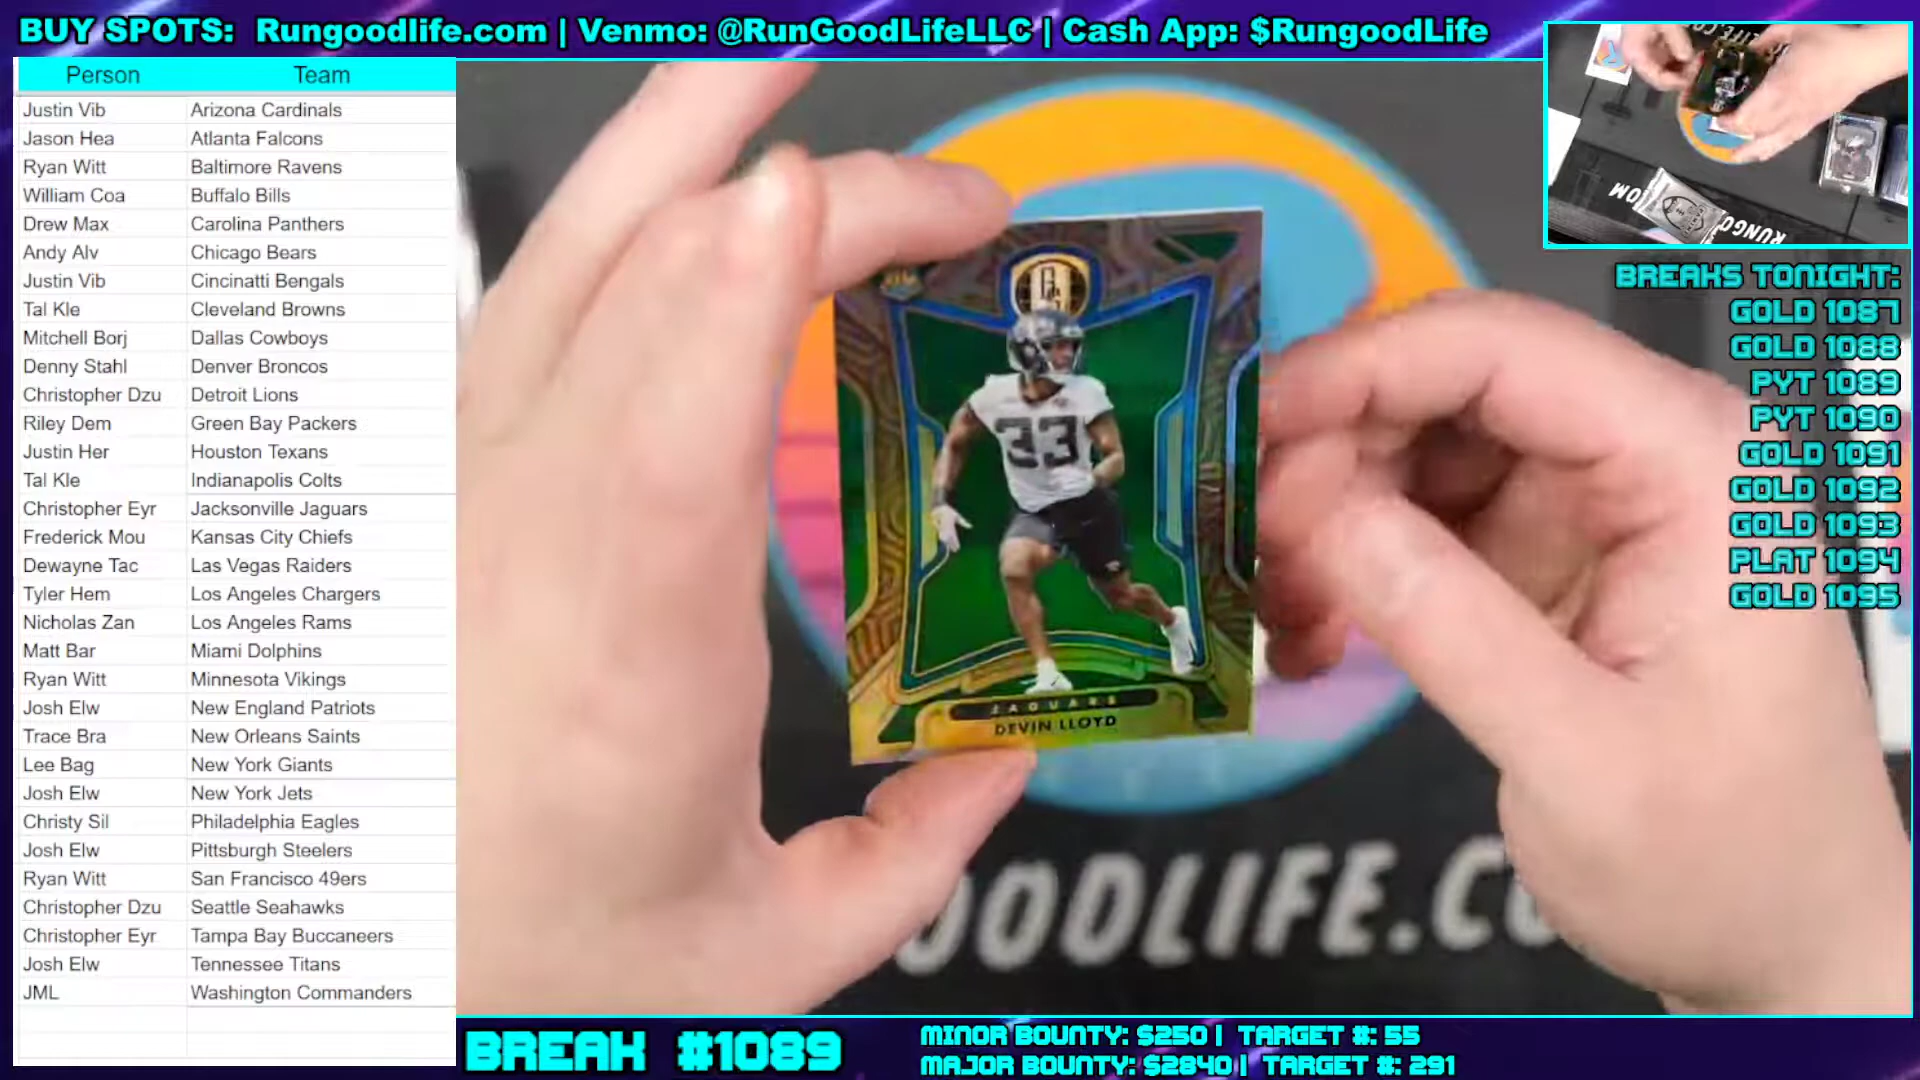 BUY SPOTS: Rungoodlife.com | Venmo: @RunGoodLifeLLC | Cash App: $RungoodLife
Person Team
Justin Vib Arizona Cardinals
Jason Hea Atlanta Falcons
Ryan Witt Baltimore Ravens
William Coa Buffalo Bills
Drew Max Carolina Panthers
Andy Alv Chicago Bears
Justin Vib Cincinatti Bengals
Tal Kle Cleveland Browns
Mitchell Borj Dallas Cowboys
Denny Stahl Denver Broncos
Christopher Dzu Detroit Lions
Riley Dem Green Bay Packers
Justin Her Houston Texans
Tal Kle Indianapolis Colts
Christopher Eyr Jacksonville Jaguars
Frederick Mou Kansas City Chiefs
Dewayne Tac Las Vegas Raiders
Tyler Hem Los Angeles Chargers
Nicholas Zan Los Angeles Rams
Matt Bar Miami Dolphins
Ryan Witt Minnesota Vikings
Josh Elw New England Patriots
Trace Bra New Orleans Saints
Lee Bag New York Giants
Josh Elw New York Jets
Christy Sil Philadelphia Eagles
Josh Elw Pittsburgh Steelers
Ryan Witt San Francisco 49ers
Christopher Dzu Seattle Seahawks
Christopher Eyr Tampa Bay Buccaneers
Josh Elw Tennessee Titans
JML Washington Commanders
33
JAGUARS
DEVIN LLOYD
OODLIFE.CO
BREAKS TONIGHT:
GOLD 1087
GOLD 1088
PYT 1089
PYT 1090
GOLD 1091
GOLD 1092
GOLD 1093
PLAT 1094
GOLD 1095
BREAK #1089
MINOR BOUNTY: $250 | TARGET #: 55
MAJOR BOUNTY: $2840 | TARGET #: 291